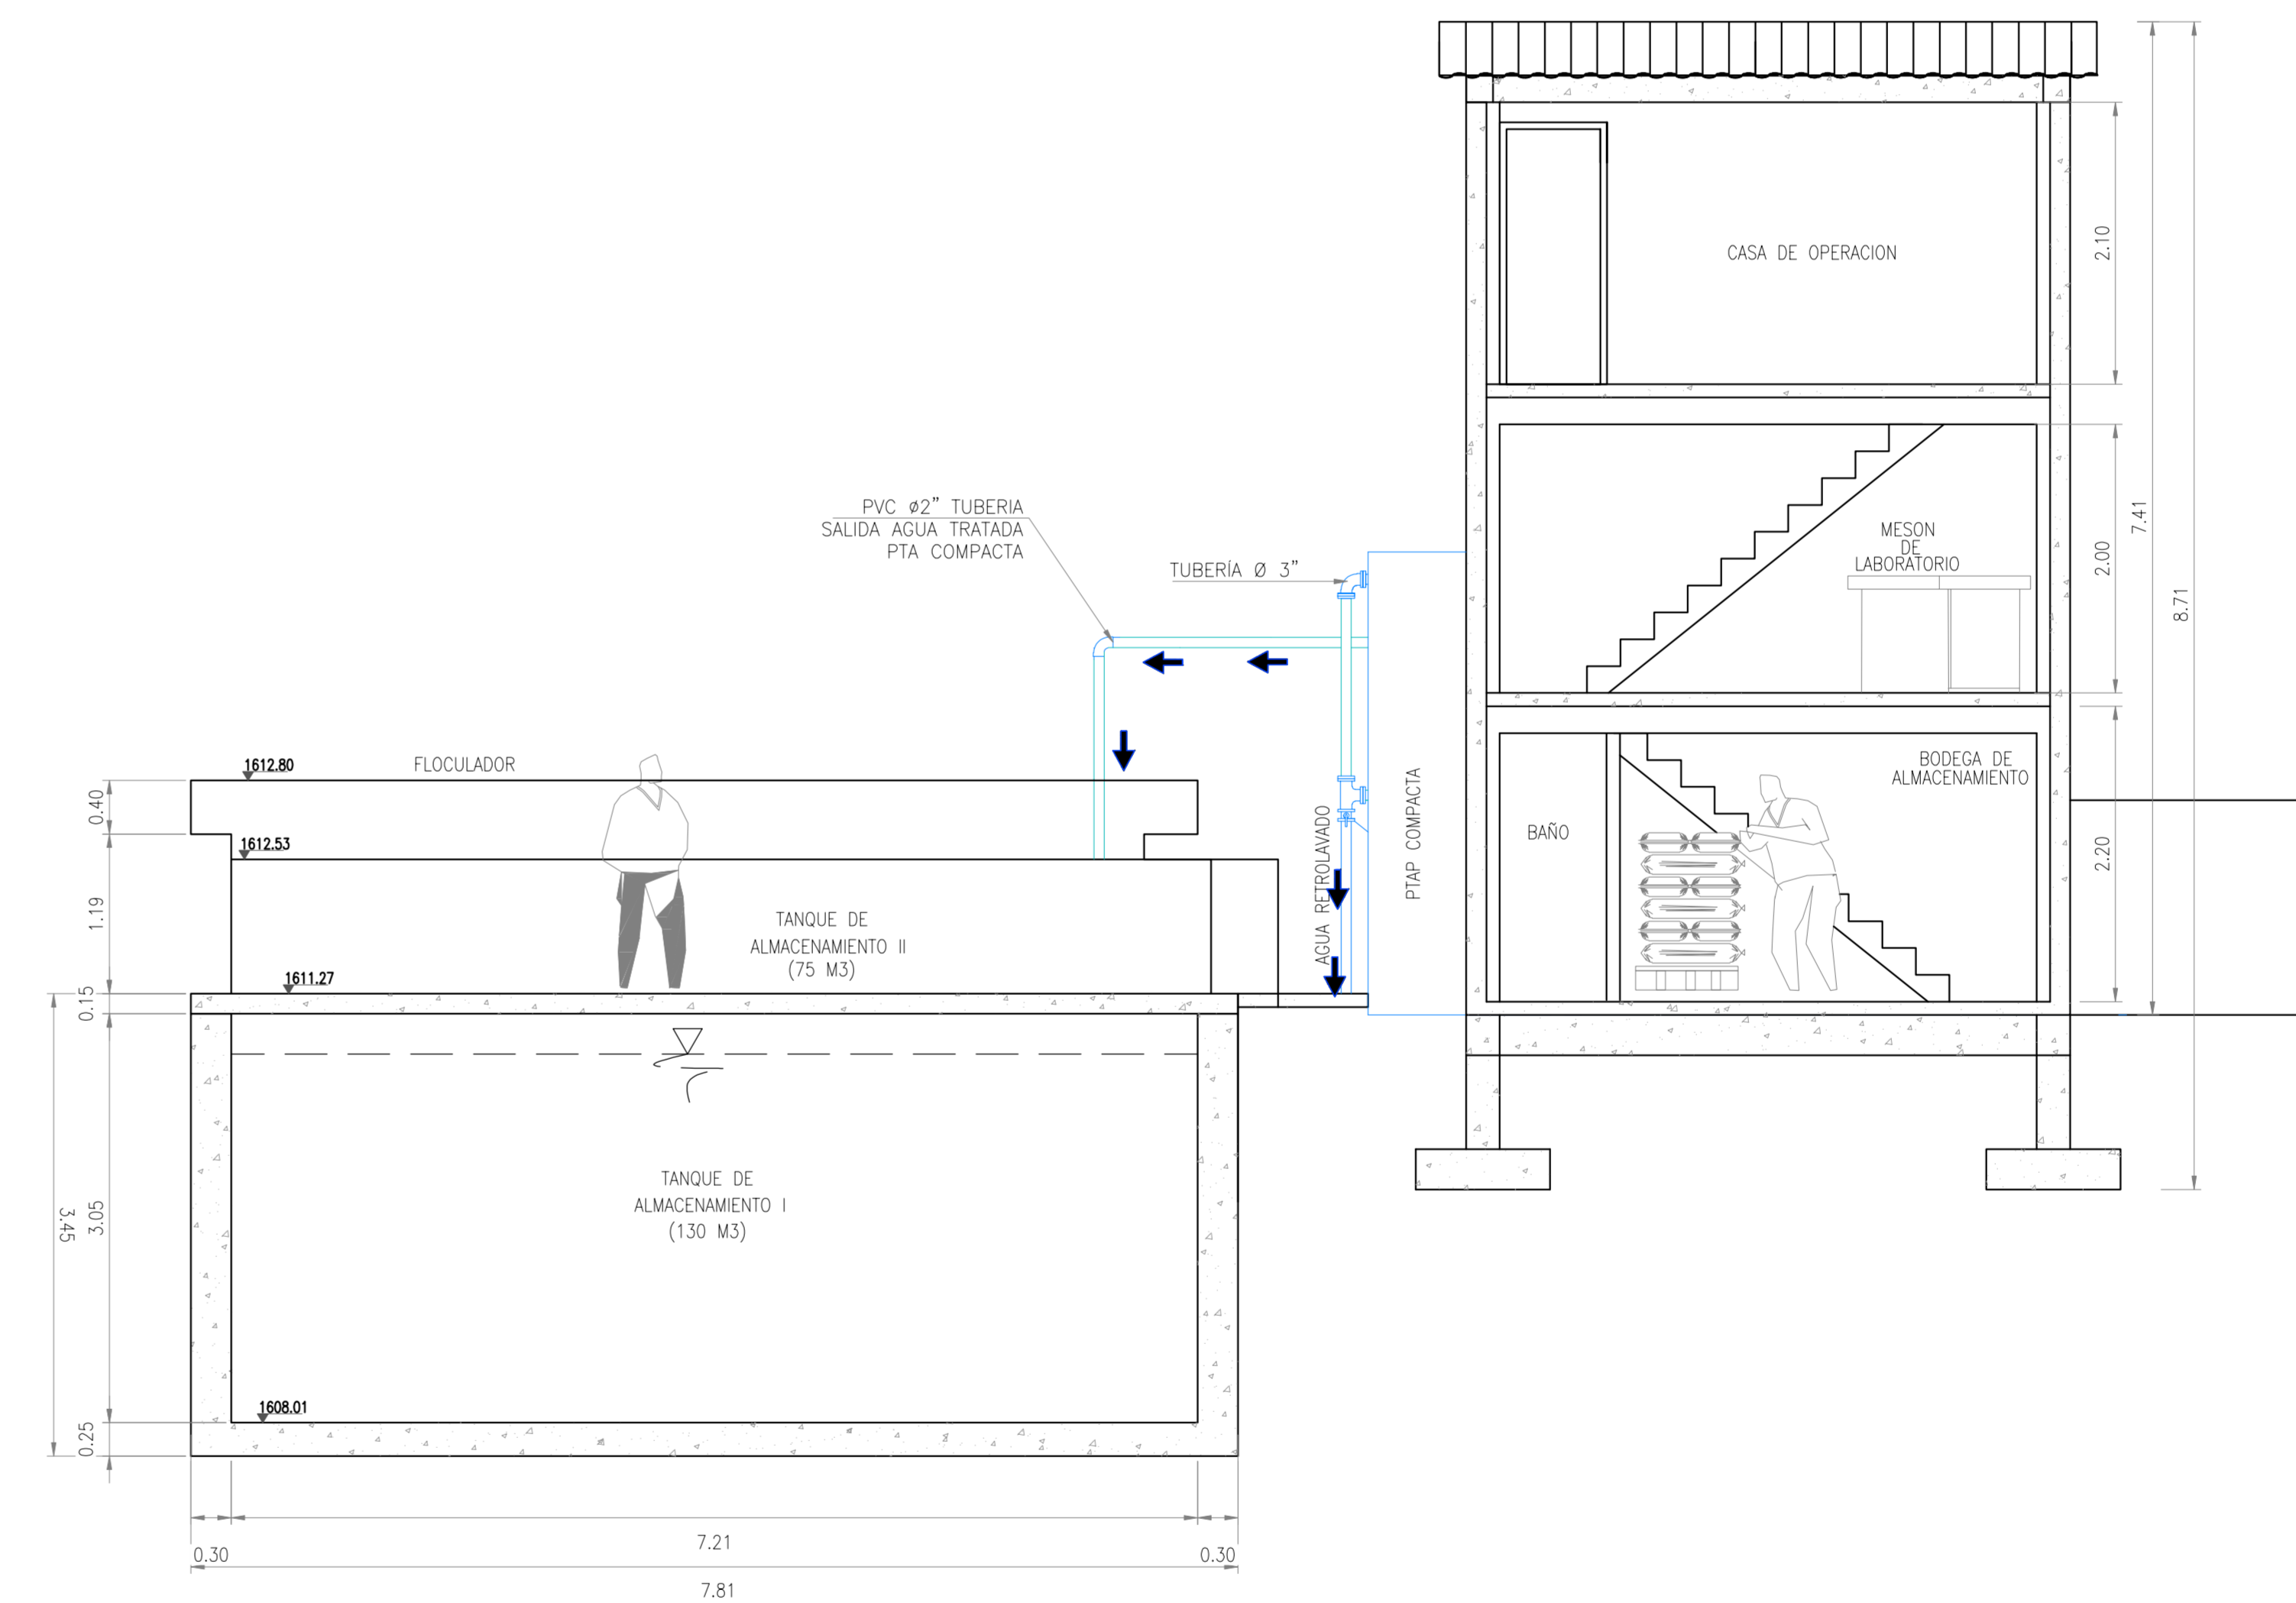 CASA DE OPERACION
2.10
7.41
8.71
PVC ø2” TUBERIA
SALIDA AGUA TRATADA
PTA COMPACTA
TUBERÍA Ø 3”
MESON
DE
LABORATORIO
2.00
1612.80
FLOCULADOR
0.40
1612.53
1.19
TANQUE DE
ALMACENAMIENTO II
(75 M3)
1611.27
0.15
AGUA RETROLAVADO
PTAP COMPACTA
BAÑO
BODEGA DE
ALMACENAMIENTO
2.20
TANQUE DE
ALMACENAMIENTO I
(130 M3)
3.45
3.05
1608.01
0.25
7.21
0.30
0.30
7.81